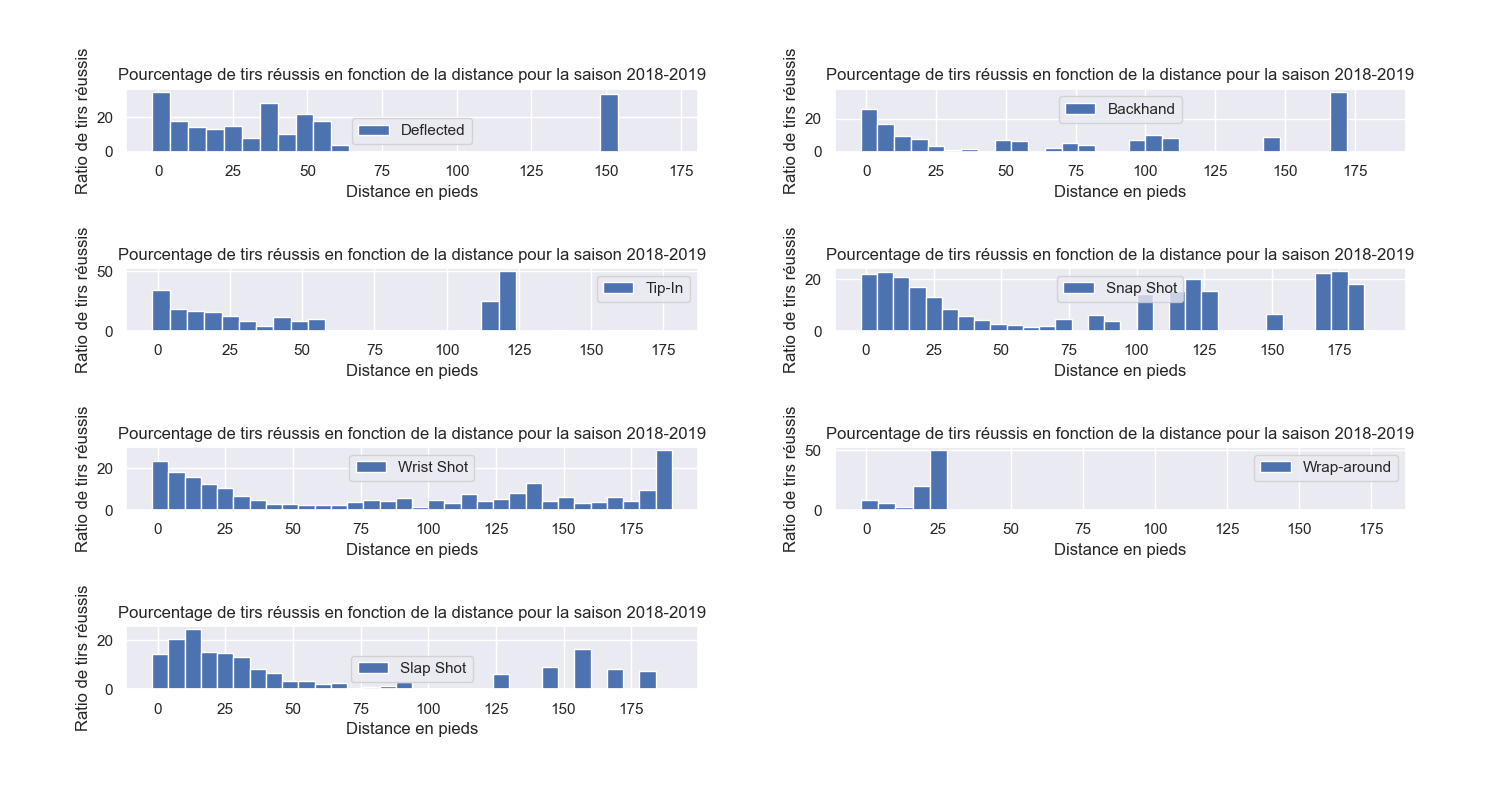 Pourcentage de tirs réussis en fonction de la distance pour la saison 2018-2019
Ratio de tirs réussis
20
0
Deflected
0 25 50 75 100 125 150 175
Distance en pieds
Pourcentage de tirs réussis en fonction de la distance pour la saison 2018-2019
Ratio de tirs réussis
20
0
Backhand
0 25 50 75 100 125 150 175
Distance en pieds
Pourcentage de tirs réussis en fonction de la distance pour la saison 2018-2019
Ratio de tirs réussis
50
0
Tip-In
0 25 50 75 100 125 150 175
Distance en pieds
Pourcentage de tirs réussis en fonction de la distance pour la saison 2018-2019
Ratio de tirs réussis
20
0
Snap Shot
0 25 50 75 100 125 150 175
Distance en pieds
Pourcentage de tirs réussis en fonction de la distance pour la saison 2018-2019
Ratio de tirs réussis
20
0
Wrist Shot
0 25 50 75 100 125 150 175
Distance en pieds
Pourcentage de tirs réussis en fonction de la distance pour la saison 2018-2019
Ratio de tirs réussis
50
0
Wrap-around
0 25 50 75 100 125 150 175
Distance en pieds
Pourcentage de tirs réussis en fonction de la distance pour la saison 2018-2019
Ratio de tirs réussis
20
0
Slap Shot
0 25 50 75 100 125 150 175
Distance en pieds